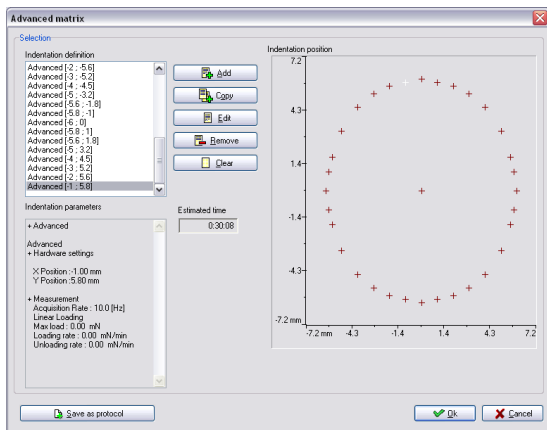 Advanced matrix
Selection
Indentation definition
Advanced [-2 ; -5.6]
Advanced [-3 ; -5.2]
Advanced [-4 ; -4.5]
Advanced [-5 ; -3.2]
Advanced [-5.6 ; -1.8]
Advanced [-5.8 ; -1]
Advanced [-6 ; 0]
Advanced [-5.8 ; 1]
Advanced [-5.6 ; 1.8]
Advanced [-5 ; 3.2]
Advanced [-4 ; 4.5]
Advanced [-3 ; 5.2]
Advanced [-2 ; 5.6]
Advanced [-1 ; 5.8]
Add
Copy
Edit
Remove
Clear
Indentation parameters
+ Advanced
Advanced
+ Hardware settings
X Position :-1.00 mm
Y Position :5.80 mm
+ Measurement
Acquisition Rate : 10.0 [Hz]
Linear Loading
Max load : 0.00 mN
Loading rate : 0.00 mN/min
Unloading rate : 0.00 mN/min
Estimated time
0:30:08
Indentation position
7.2
4.3
1.4
-1.4
-4.3
-7.2 mm
-7.2 mm -4.3 -1.4 1.4 4.3 7.2
Save as protocol
Ok
Cancel